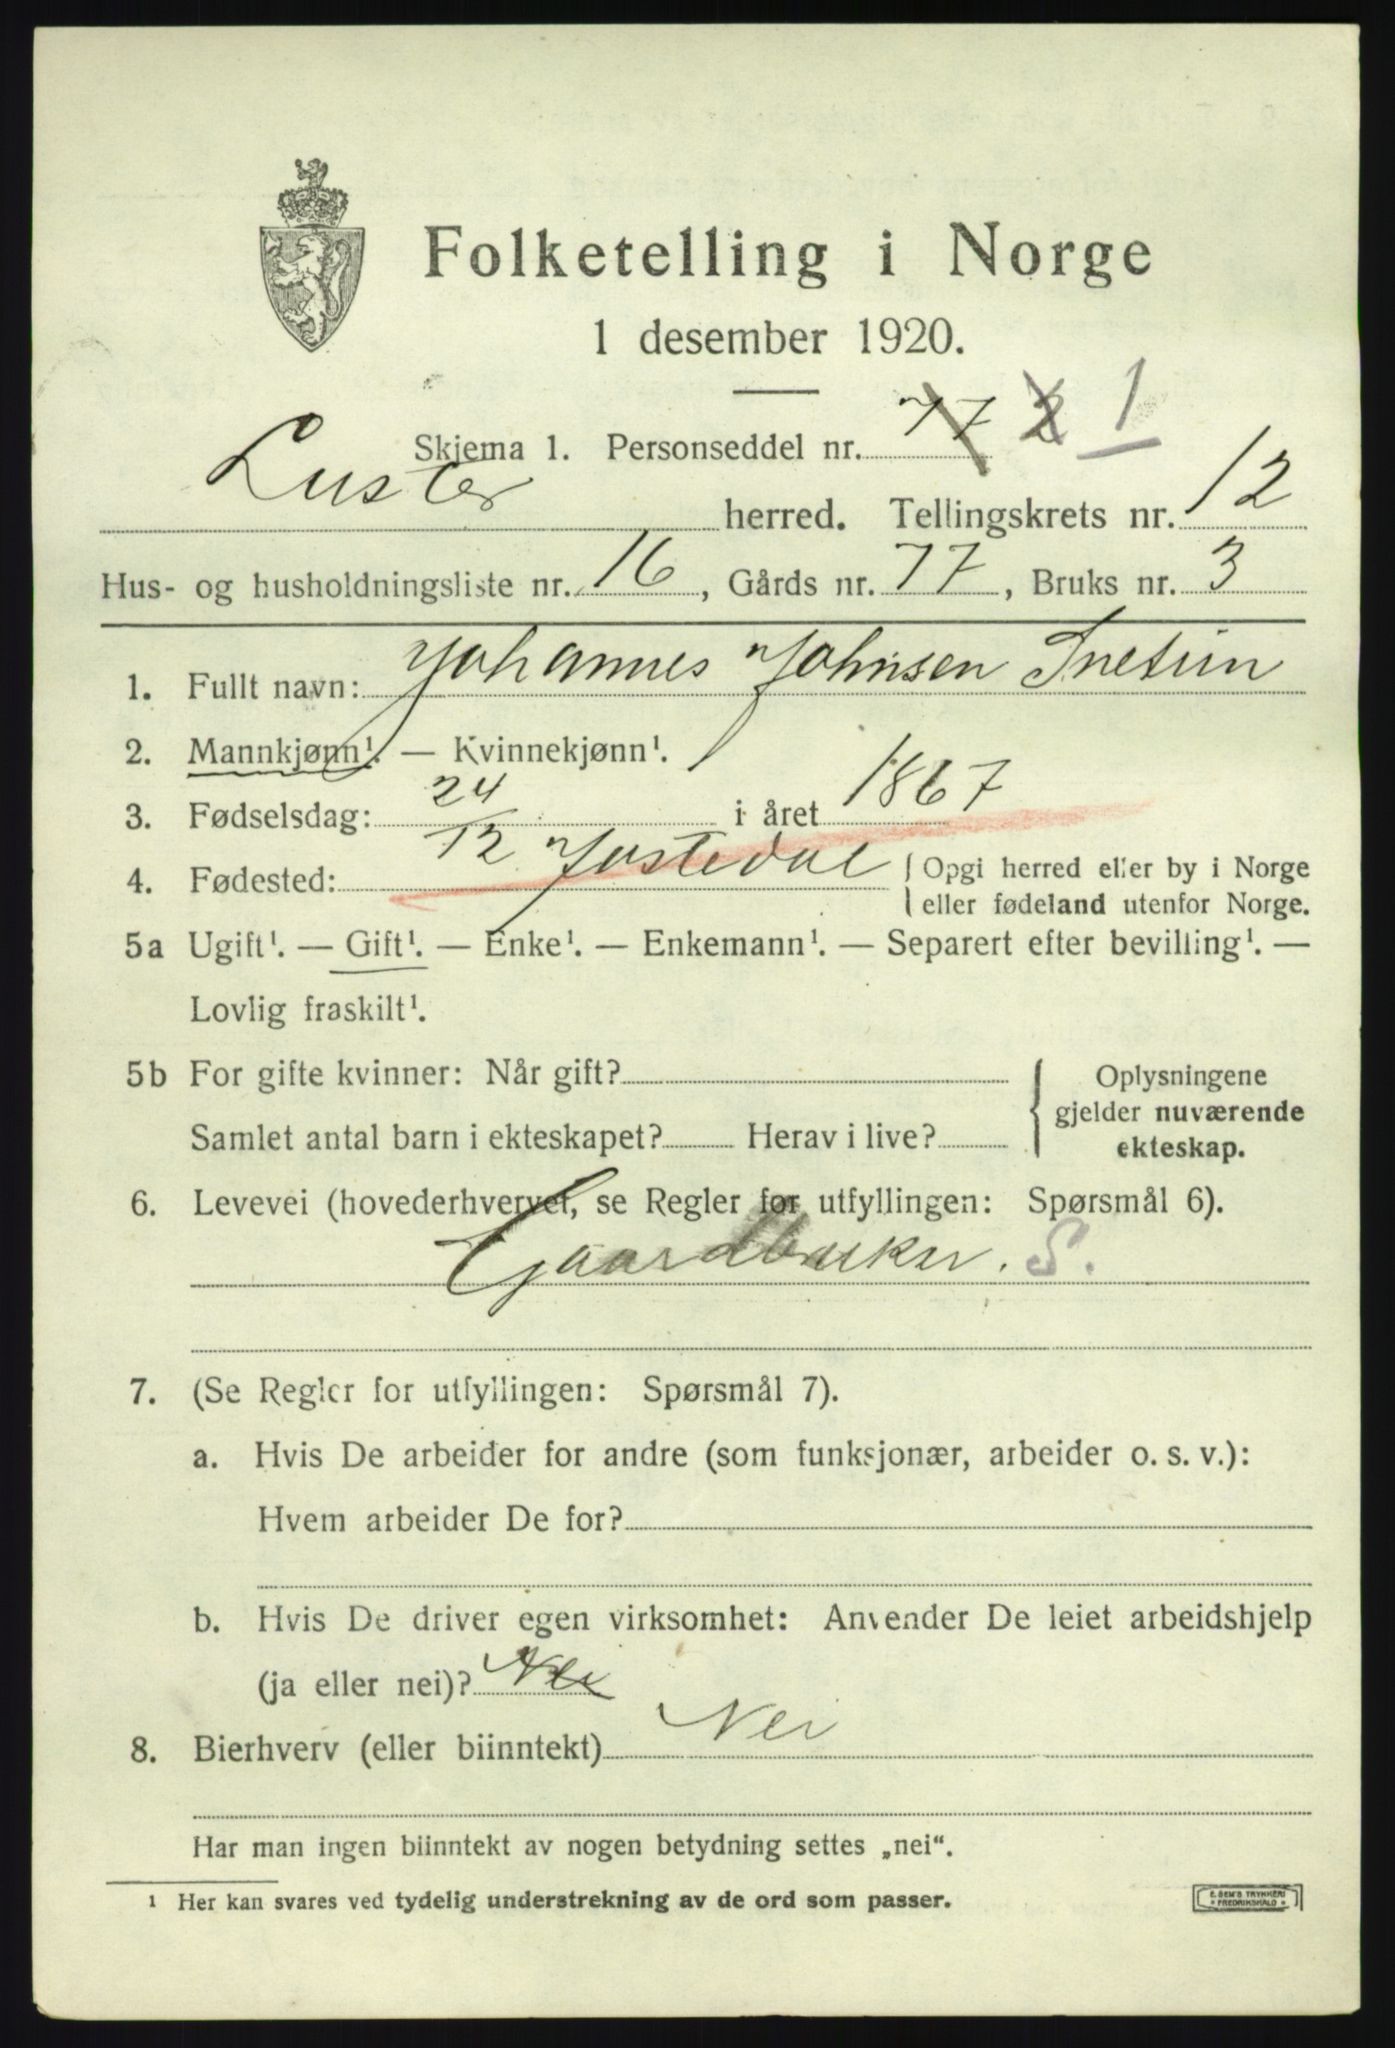 Folketelling i Norge
1 desember 1920.
Skjema 1. Personseddel nr. 77 2 1
Luster herred. Tellingskrets nr. 12
Hus- og husholdningsliste nr. 16, Gårds nr. 77, Bruks nr. 3
1. Fullt navn: Johannes Johnsen Snetun
2. Mannkjønn¹. — Kvinnekjønn¹.
3. Fødselsdag: 24/12 i året 1867
4. Fødested: Jostedal { Opgi herred eller by i Norge
eller fødeland utenfor Norge.
5a Ugift¹. — Gift¹. — Enke¹. — Enkemann¹. — Separert efter bevilling¹. —
Lovlig fraskilt¹.
5b For gifte kvinner: Når gift?
Samlet antal barn i ekteskapet? Herav i live?
Oplysningene
gjelder nuværende
ekteskap.
6. Levevei (hovederhvervet, se Regler for utfyllingen: Spørsmål 6).
Gaardbruker. S.
7. (Se Regler for utfyllingen: Spørsmål 7).
a. Hvis De arbeider for andre (som funksjonær, arbeider o. s. v.):
Hvem arbeider De for?
b. Hvis De driver egen virksomhet: Anvender De leiet arbeidshjelp
(ja eller nei)? Nei
8. Bierhverv (eller biinntekt) Nei
Har man ingen biinntekt av nogen betydning settes „nei“.
¹ Her kan svares ved tydelig understrekning av de ord som passer.
E. SEM'S TRYKKERI
FREDRIKSHALD